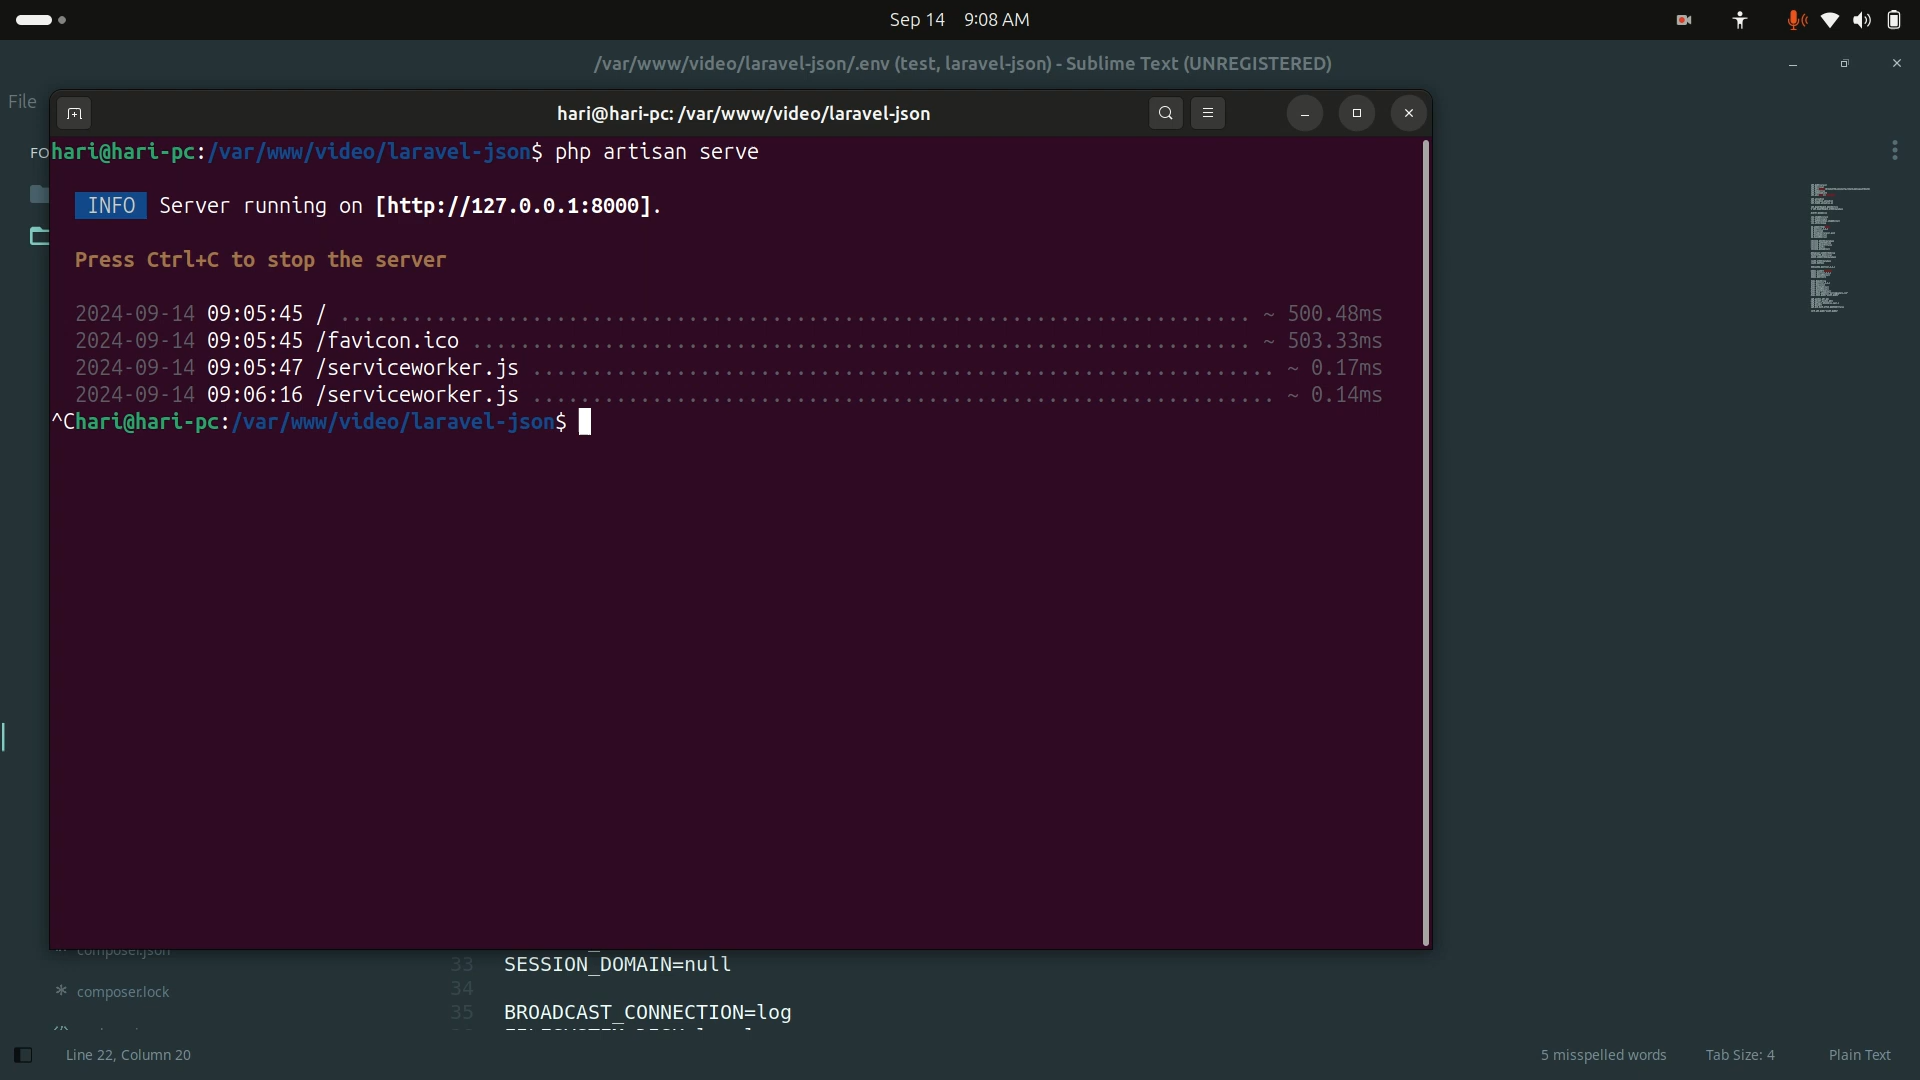 Sep 14 9:08 AM
/var/www/video/laravel-json/.env (test, laravel-json) - Sublime Text (UNREGISTERED)
File
hari@hari-pc: /var/www/video/laravel-json
FO
hari@hari-pc:/var/www/video/laravel-json$ php artisan serve
INFO Server running on [http://127.0.0.1:8000].
Press Ctrl+C to stop the server
2024-09-14 09:05:45 / ............................................................................ ~ 500.48ms
2024-09-14 09:05:45 /favicon.ico ................................................................. ~ 503.33ms
2024-09-14 09:05:47 /serviceworker.js .............................................................. ~ 0.17ms
2024-09-14 09:06:16 /serviceworker.js .............................................................. ~ 0.14ms
^Chari@hari-pc:/var/www/video/laravel-json$
composer.json
33 SESSION_DOMAIN=null
composer.lock
34
35 BROADCAST_CONNECTION=log
Line 22, Column 20
5 misspelled words
Tab Size: 4
Plain Text